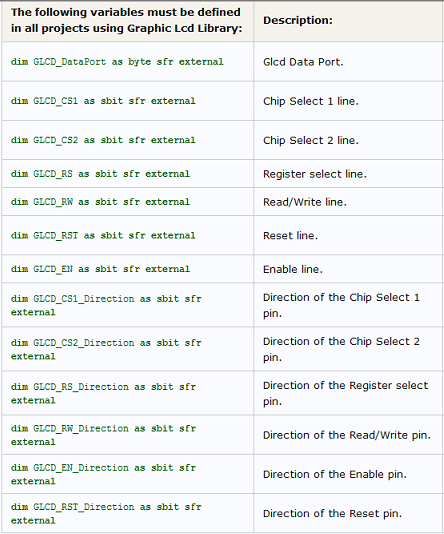 The following variables must be defined
in all projects using Graphic Lcd Library:
Description:
dim GLCD_DataPort as byte sfr external
Glcd Data Port.
dim GLCD_CS1 as sbit sfr external
Chip Select 1 line.
dim GLCD_CS2 as sbit sfr external
Chip Select 2 line.
dim GLCD_RS as sbit sfr external
Register select line.
dim GLCD_RW as sbit sfr external
Read/Write line.
dim GLCD_RST as sbit sfr external
Reset line.
dim GLCD_EN as sbit sfr external
Enable line.
dim GLCD_CS1_Direction as sbit sfr
external
Direction of the Chip Select 1
pin.
dim GLCD_CS2_Direction as sbit sfr
external
Direction of the Chip Select 2
pin.
dim GLCD_RS_Direction as sbit sfr
external
Direction of the Register select
pin.
dim GLCD_RW_Direction as sbit sfr
external
Direction of the Read/Write pin.
dim GLCD_EN_Direction as sbit sfr
external
Direction of the Enable pin.
dim GLCD_RST_Direction as sbit sfr
external
Direction of the Reset pin.